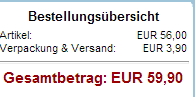 Bestellungsübersicht
Artikel: EUR 56,00
Verpackung & Versand: EUR 3,90
Gesamtbetrag: EUR 59,90